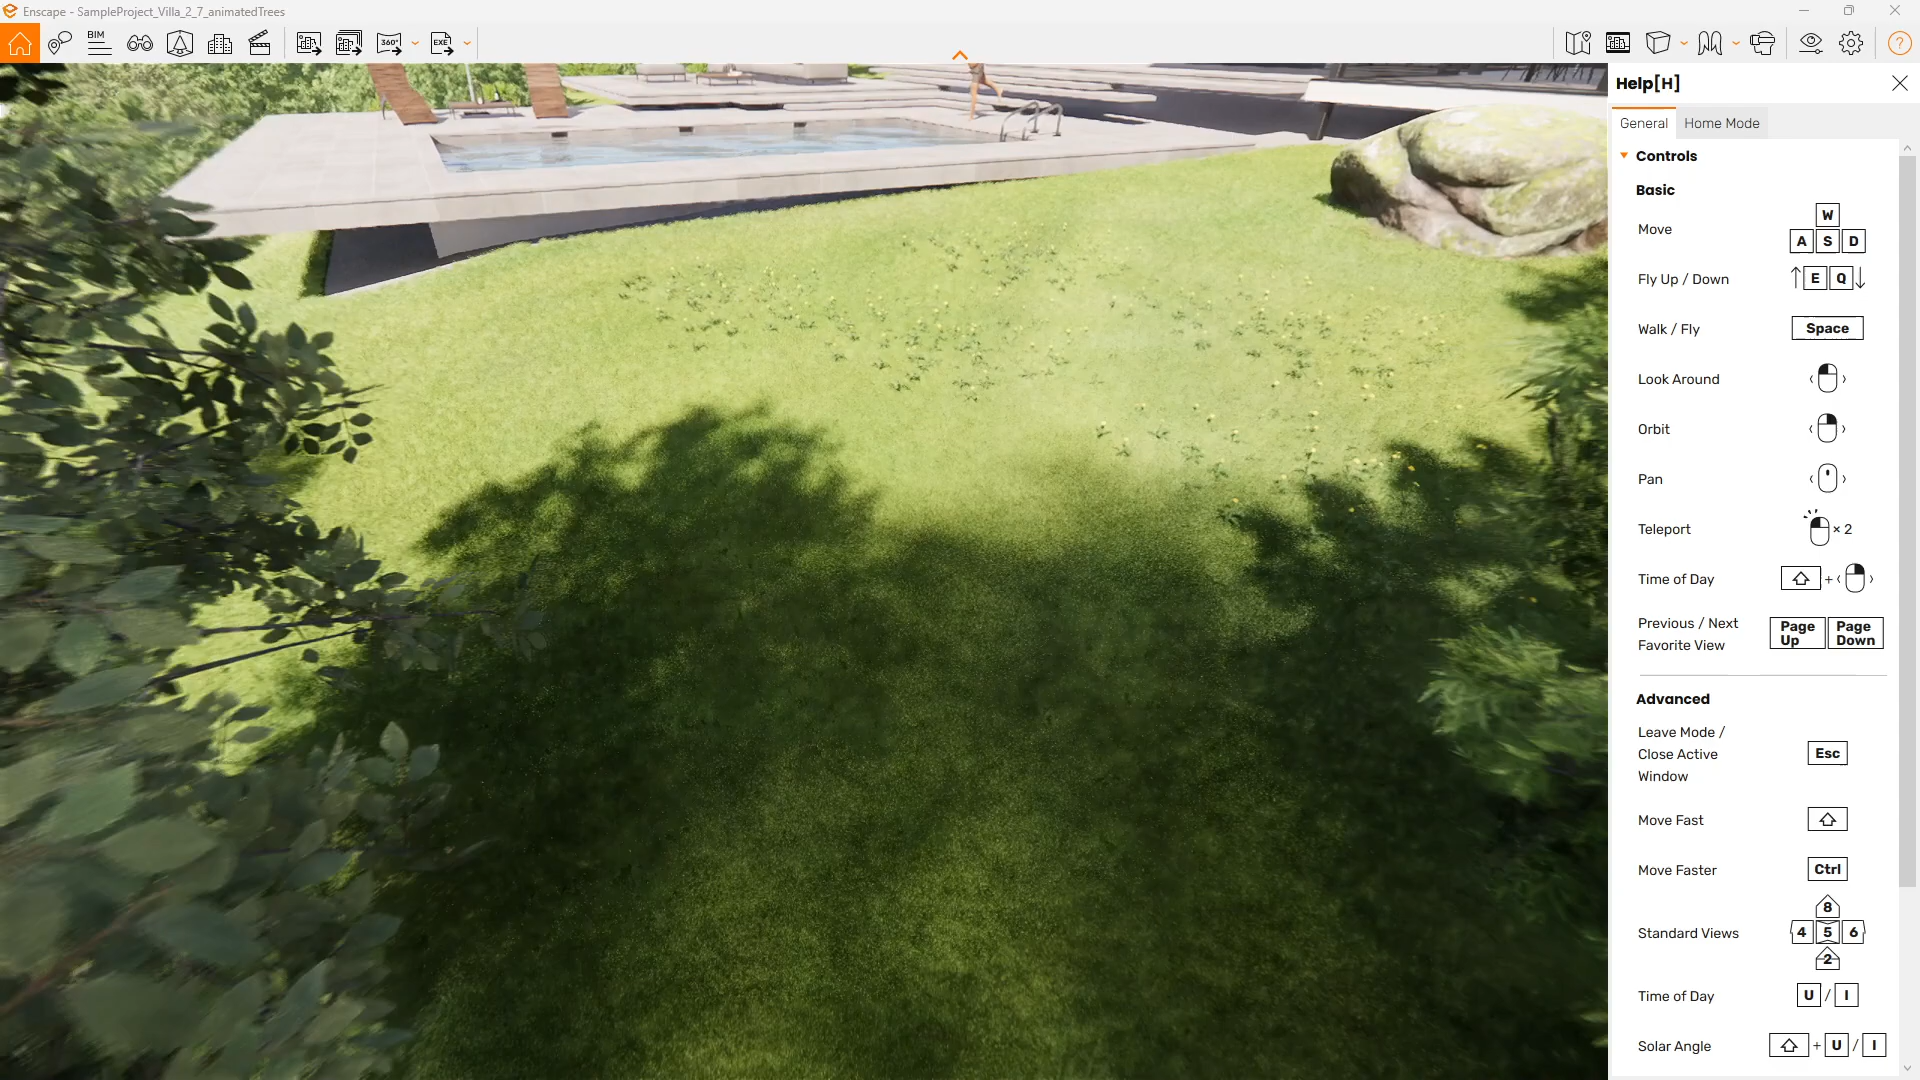 Enscape - SampleProject_Villa_2_7_animatedTrees
BIM
360°
EXE
?
Help[H]
General
Home Mode
Controls
Basic
Move
W
A S D
Fly Up / Down
E Q
Walk / Fly
Space
Look Around
Orbit
Pan
Teleport
× 2
Time of Day
+
Previous / Next
Favorite View
Page
Up
Page
Down
Advanced
Leave Mode /
Close Active
Window
Esc
Move Fast
Move Faster
Ctrl
Standard Views
8
4 5 6
2
Time of Day
U / I
Solar Angle
+ U / I